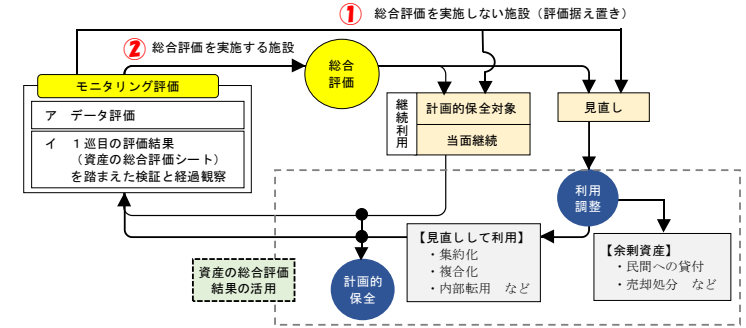 ① 総合評価を実施しない施設（評価据え置き）
② 総合評価を実施する施設
総合
評価
モニタリング評価
ア データ評価
イ １巡目の評価結果
（資産の総合評価シート）
を踏まえた検証と経過観察
継続利用
計画的保全対象
当面継続
見直し
利用
調整
【見直しして利用】
・集約化
・複合化
・内部転用 など
【余剰資産】
・民間への貸付
・売却処分 など
資産の総合評価
結果の活用
計画的
保全